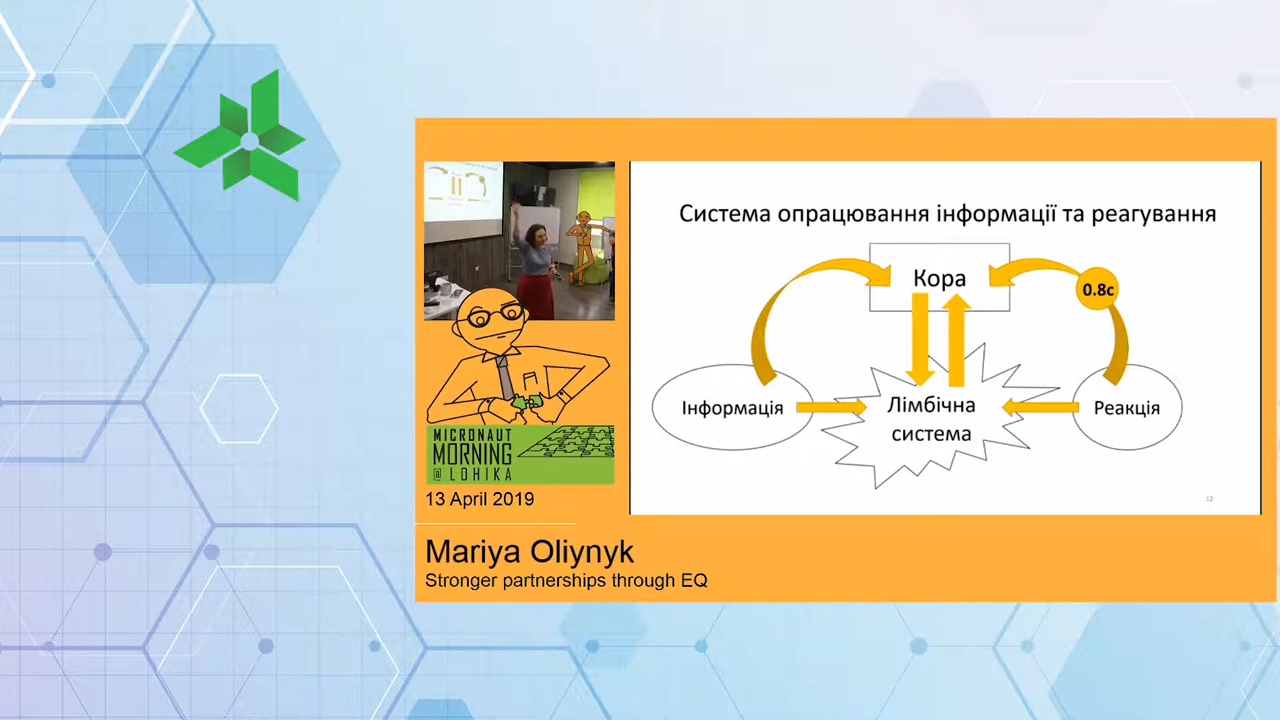 Система опрацювання інформації та реагування
Кора
0.8с
Інформація
Лімбічна
система
Реакція
12
MICRONAUT
MORNING
@ LOHIKA
13 April 2019
Mariya Oliynyk
Stronger partnerships through EQ